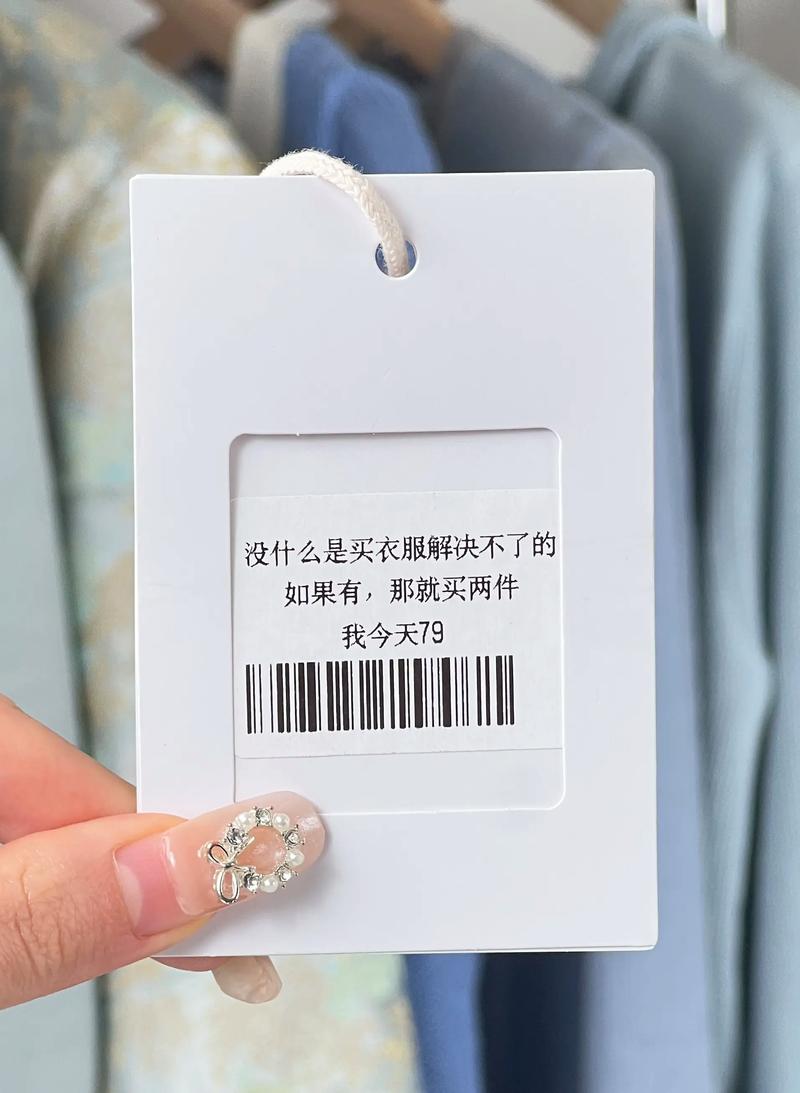 没什么是买衣服解决不了的
如果有，那就买两件
我今天79